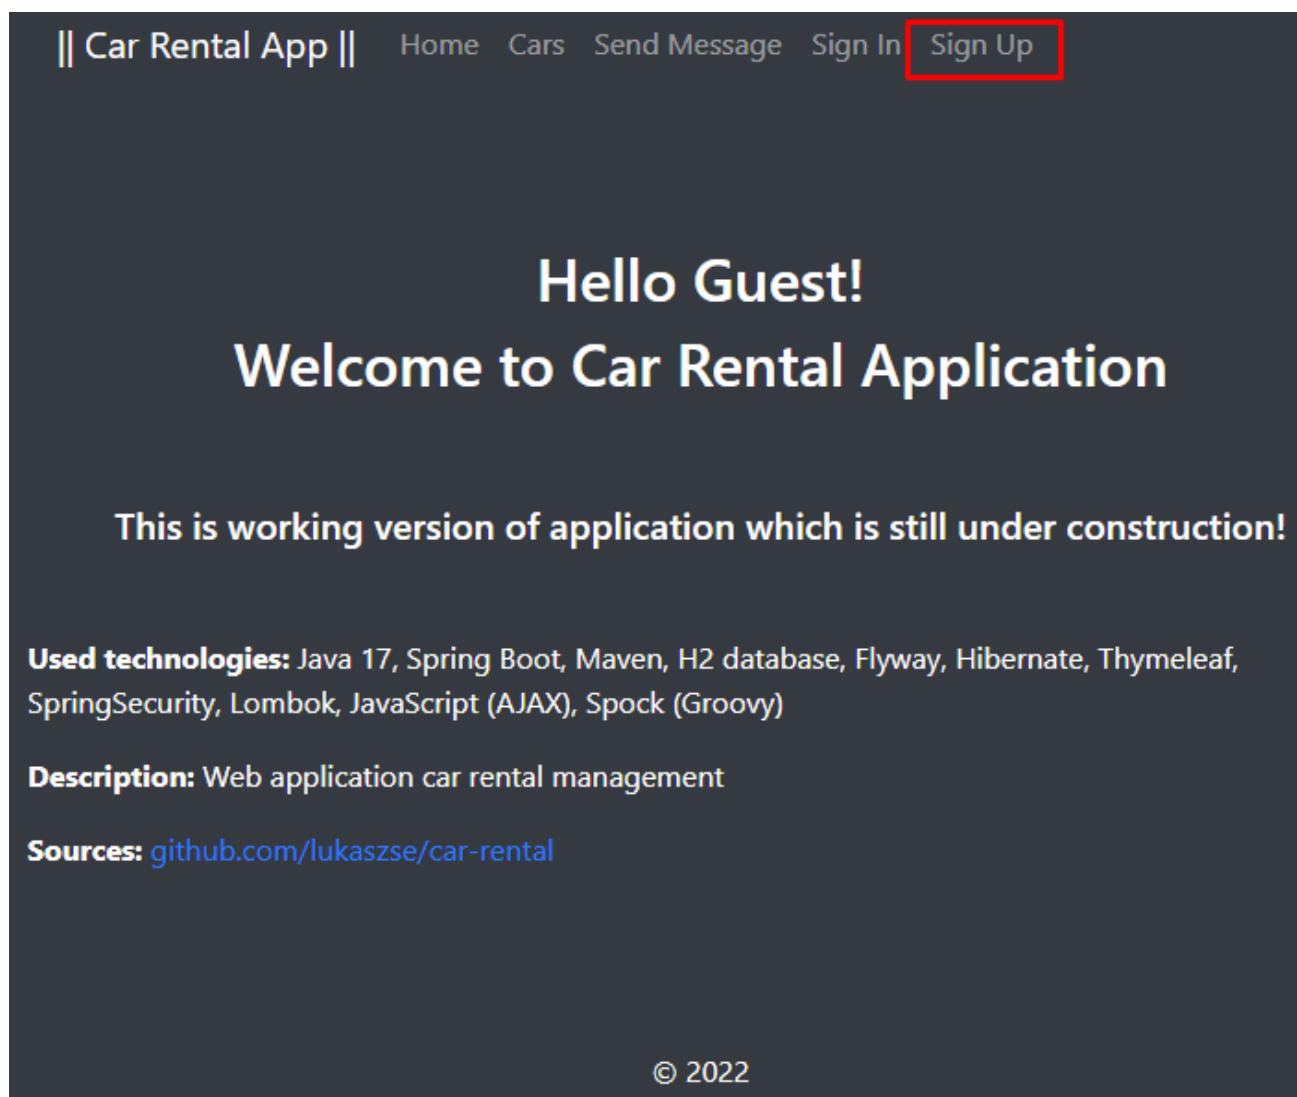 || Car Rental App || Home Cars Send Message Sign In Sign Up
Hello Guest!
Welcome to Car Rental Application
This is working version of application which is still under construction!
Used technologies: Java 17, Spring Boot, Maven, H2 database, Flyway, Hibernate, Thymeleaf,
SpringSecurity, Lombok, JavaScript (AJAX), Spock (Groovy)
Description: Web application car rental management
Sources: github.com/lukaszse/car-rental
© 2022